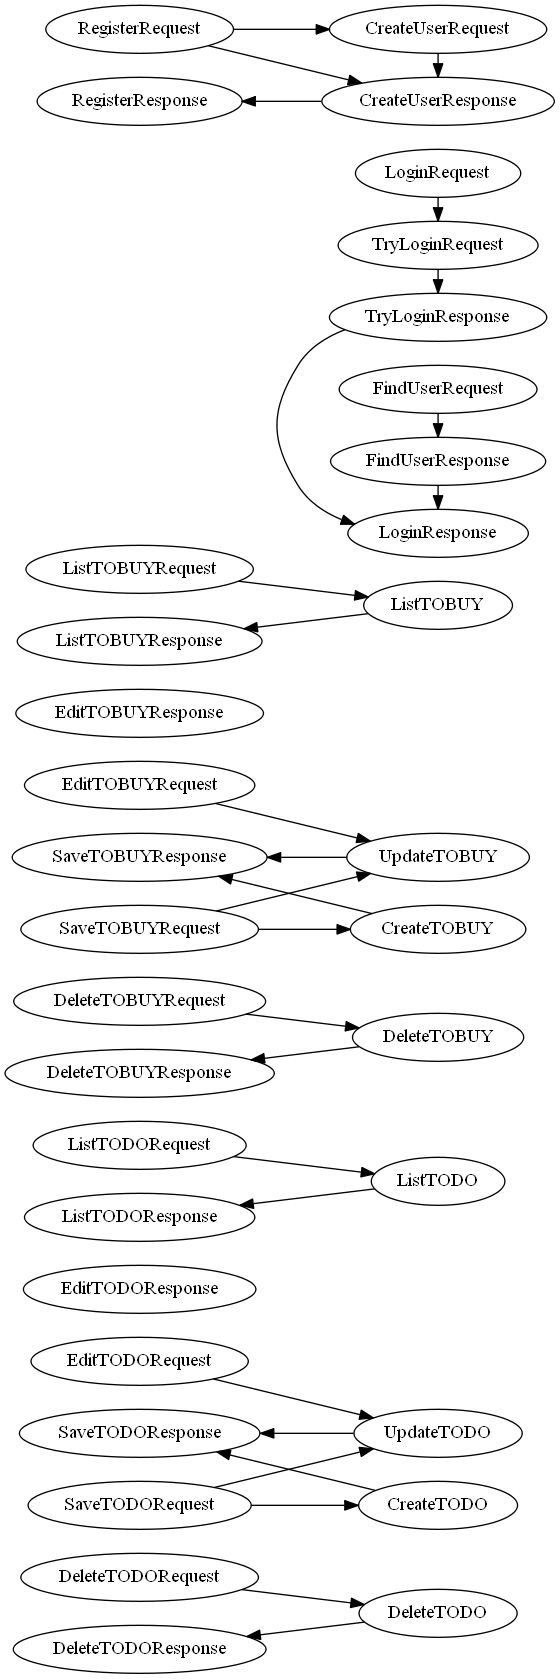 RegisterRequest
CreateUserRequest
RegisterResponse
CreateUserResponse
LoginRequest
TryLoginRequest
TryLoginResponse
FindUserRequest
FindUserResponse
LoginResponse
ListTOBUYRequest
ListTOBUY
ListTOBUYResponse
EditTOBUYResponse
EditTOBUYRequest
SaveTOBUYResponse
UpdateTOBUY
SaveTOBUYRequest
CreateTOBUY
DeleteTOBUYRequest
DeleteTOBUY
DeleteTOBUYResponse
ListTODORequest
ListTODO
ListTODOResponse
EditTODOResponse
EditTODORequest
SaveTODOResponse
UpdateTODO
SaveTODORequest
CreateTODO
DeleteTODORequest
DeleteTODO
DeleteTODOResponse